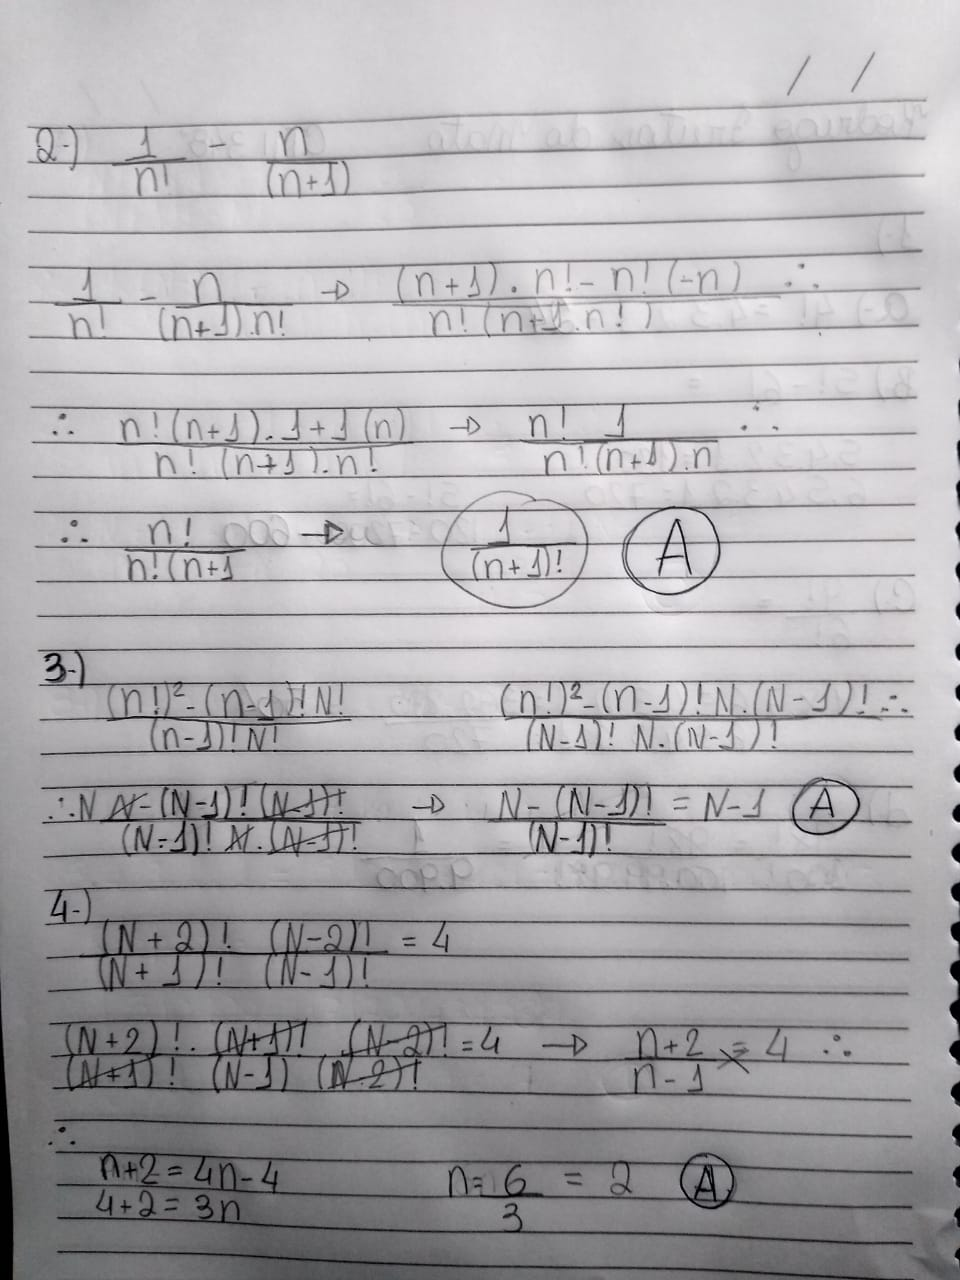 / /
2-) 1/n! - n/(n+1)
1/n! - n/(n+1).n! → (n+1).n!-n!(-n)/n!(n+1.n!) ∴
∴ n!(n+1).1+1(n)/n!(n+1).n! → n! 1/n!(n+1).n ∴
∴ n!/n!(n+1 → 1/(n+1)! A
3-)
(n!)²-(n-1)!N!/(n-1)!N! (n!)²-(n-1)!N.(N-1)!/(N-1)! N.(N-1)! ∴
∴ N N-(N-1)!(N-1)!/(N-1)! N.(N-1)! → N-(N-1)!/(N-1)! = N-1 A
4-)
(N+2)! (N-2)!/(N+1)! (N-1)! = 4
(N+2)!.(N+1)! (N-2)!/(N+1)! (N-1) (N-2)! = 4 → n+2/n-1 = 4 ∴
∴
n+2=4n-4
4+2=3n n=6/3 = 2 A